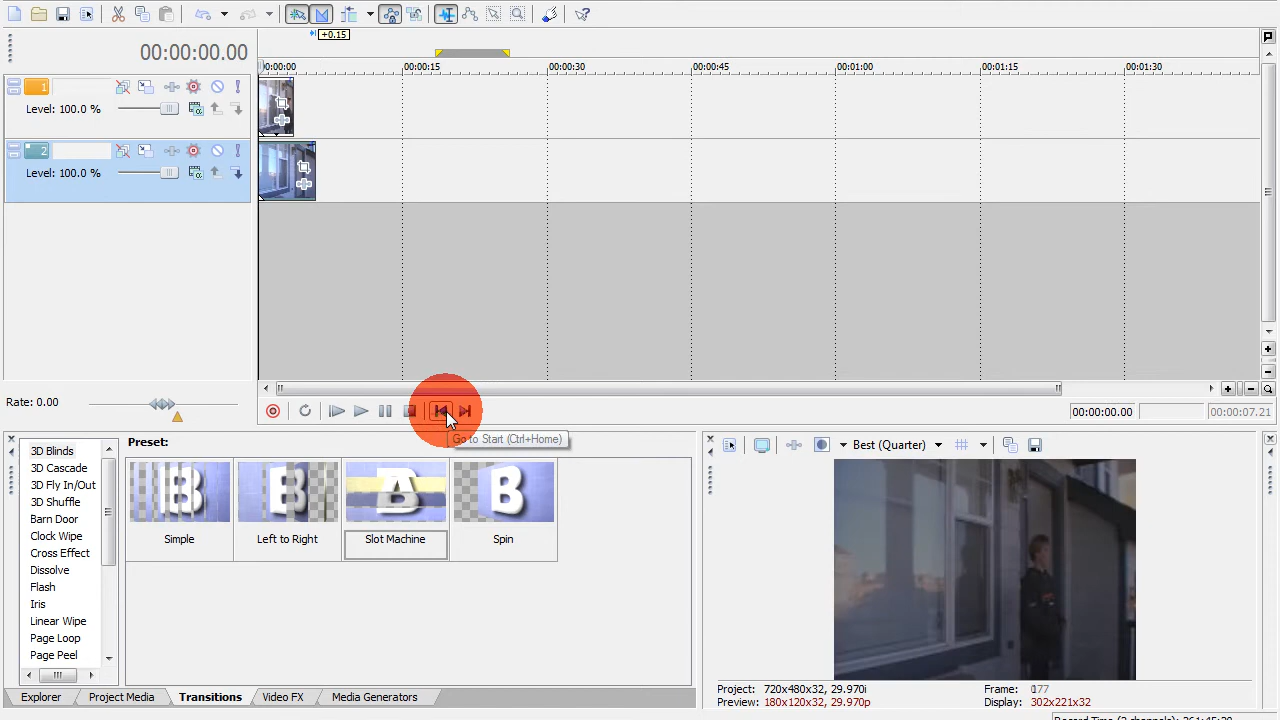 +0.15
00:00:00.00
0:00:00
00:00:15
00:00:30
00:00:45
00:01:00
00:01:15
00:01:30
1
Level: 100.0 %
2
Level: 100.0 %
Rate: 0.00
00:00:00.00
00:00:07.21
Go to Start (Ctrl+Home)
3D Blinds
3D Cascade
3D Fly In/Out
3D Shuffle
Barn Door
Clock Wipe
Cross Effect
Dissolve
Flash
Iris
Linear Wipe
Page Loop
Page Peel
Preset:
B
B
B
Simple
Left to Right
Slot Machine
Spin
Best (Quarter)
Project: 720x480x32, 29.970i
Frame:
Preview: 180x120x32, 29.970p
Display: 302x221x32
Explorer
Project Media
Transitions
Video FX
Media Generators